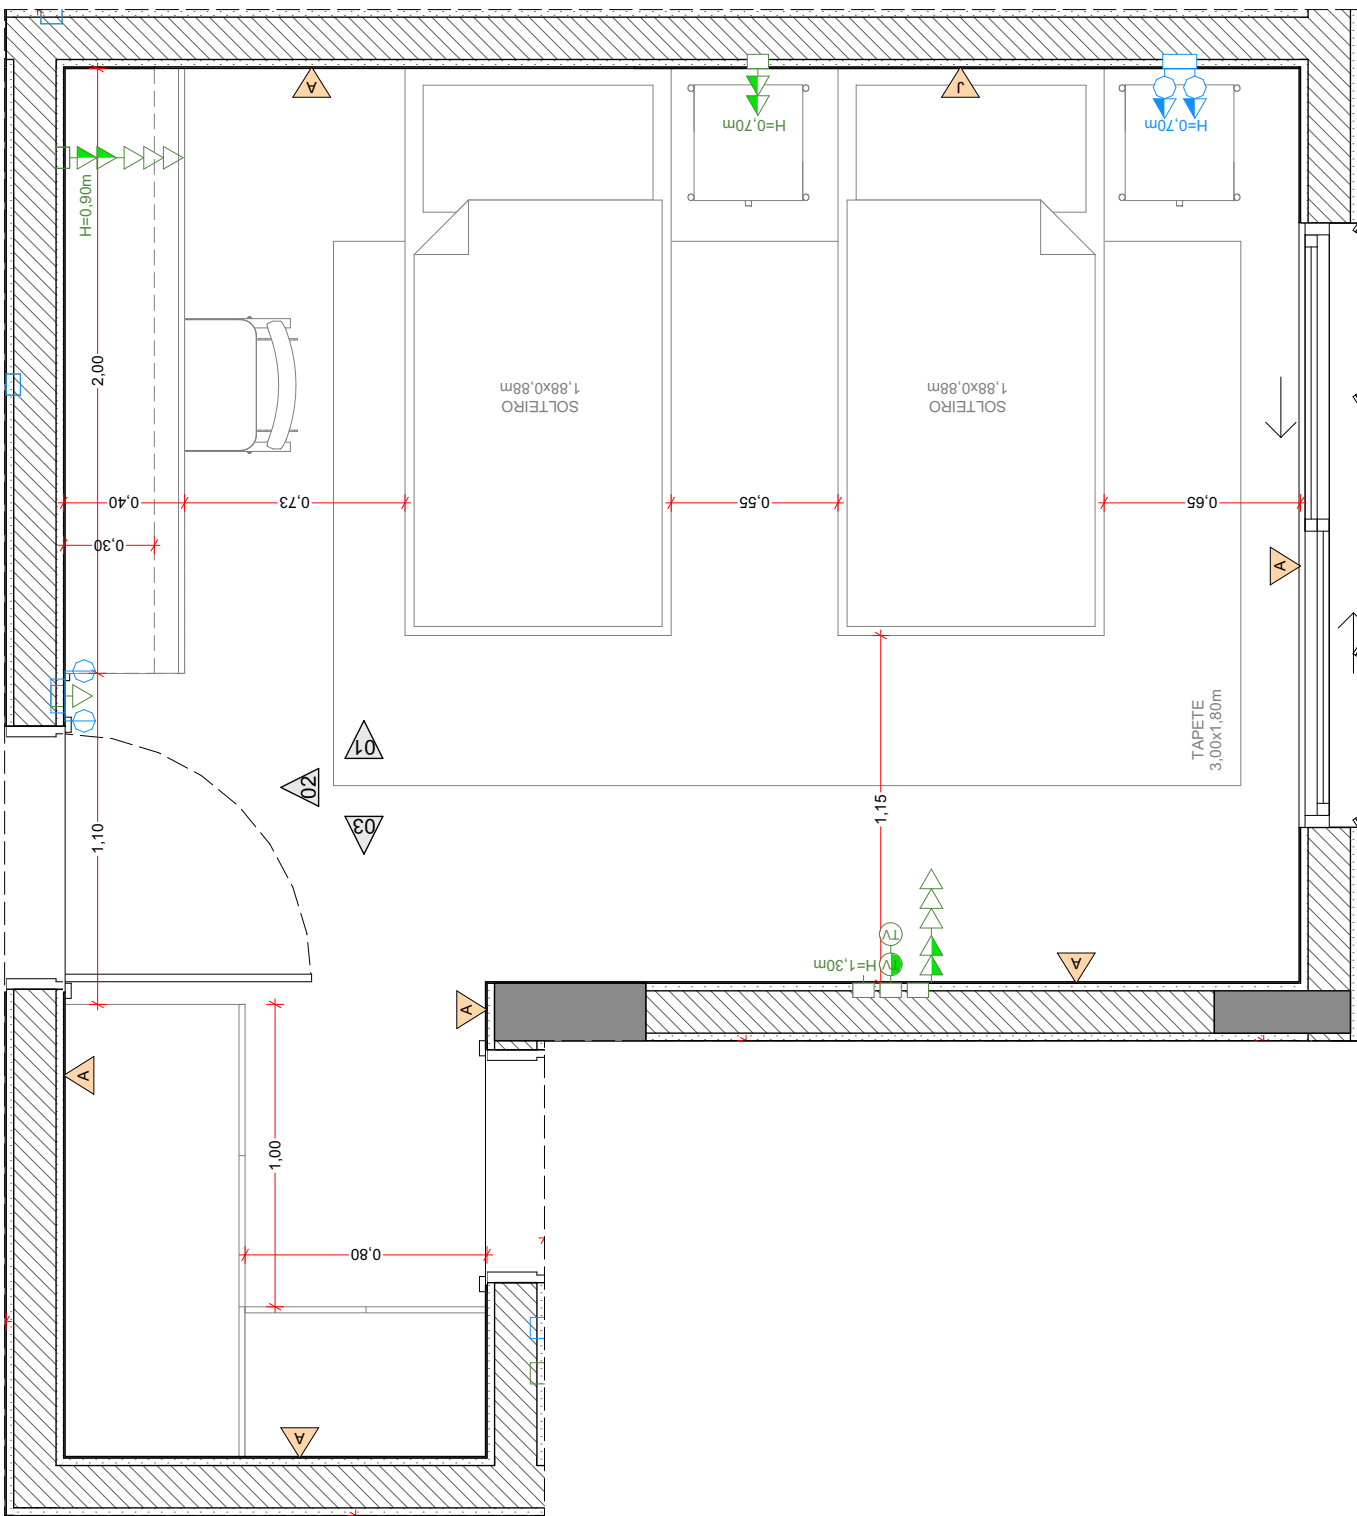 A
J
H=0,70m
H=0,70m
H=0,90m
2,00
SOLTEIRO
1,88x0,88m
SOLTEIRO
1,88x0,88m
0,40
0,73
0,55
0,65
0,30
A
TAPETE
3,00x1,80m
01
02
03
1,10
1,15
TV
TV
H=1,30m
A
A
A
1,00
0,80
A